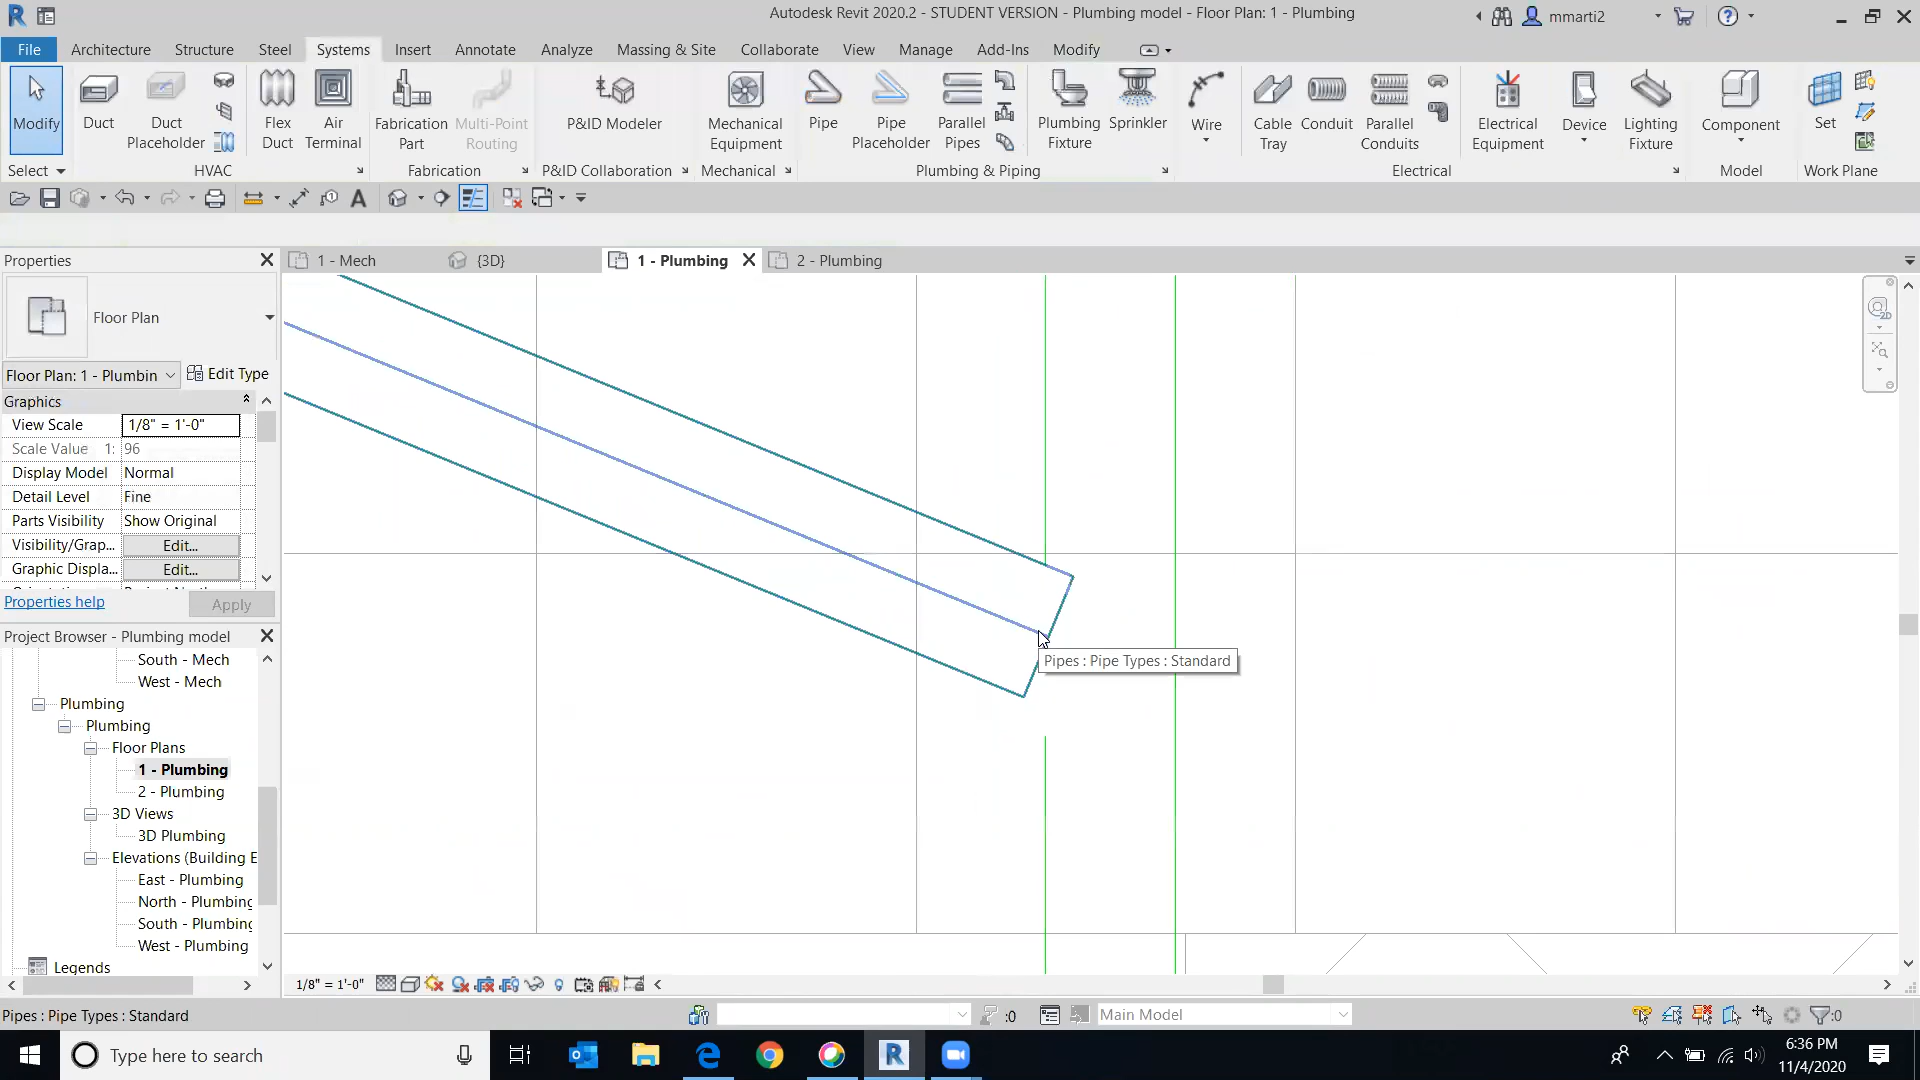 Autodesk Revit 2020.2 - STUDENT VERSION - Plumbing model - Floor Plan: 1 - Plumbing
mmarti2
File Architecture Structure Steel Systems Insert Annotate Analyze Massing & Site Collaborate View Manage Add-Ins Modify
Modify
Duct
Duct Placeholder
Flex Duct
Air Terminal
Fabrication Part
Multi-Point Routing
P&ID Modeler
Mechanical Equipment
Pipe
Pipe Placeholder
Parallel Pipes
Plumbing Fixture
Sprinkler
Wire
Cable Tray
Conduit
Parallel Conduits
Electrical Equipment
Device
Lighting Fixture
Component
Set
Select HVAC Fabrication P&ID Collaboration Mechanical Plumbing & Piping Electrical Model Work Plane
Properties
1 - Mech {3D} 1 - Plumbing 2 - Plumbing
Floor Plan
Floor Plan: 1 - Plumbin Edit Type
Graphics
View Scale 1/8" = 1'-0"
Scale Value 1: 96
Display Model Normal
Detail Level Fine
Parts Visibility Show Original
Visibility/Grap... Edit...
Graphic Displa... Edit...
Properties help Apply
Project Browser - Plumbing model
South - Mech
West - Mech
Plumbing
Plumbing
Floor Plans
1 - Plumbing
2 - Plumbing
3D Views
3D Plumbing
Elevations (Building E
East - Plumbing
North - Plumbing
South - Plumbing
West - Plumbing
Legends
Pipes : Pipe Types : Standard
1/8" = 1'-0"
Pipes : Pipe Types : Standard :0 Main Model :0
Type here to search
6:36 PM
11/4/2020